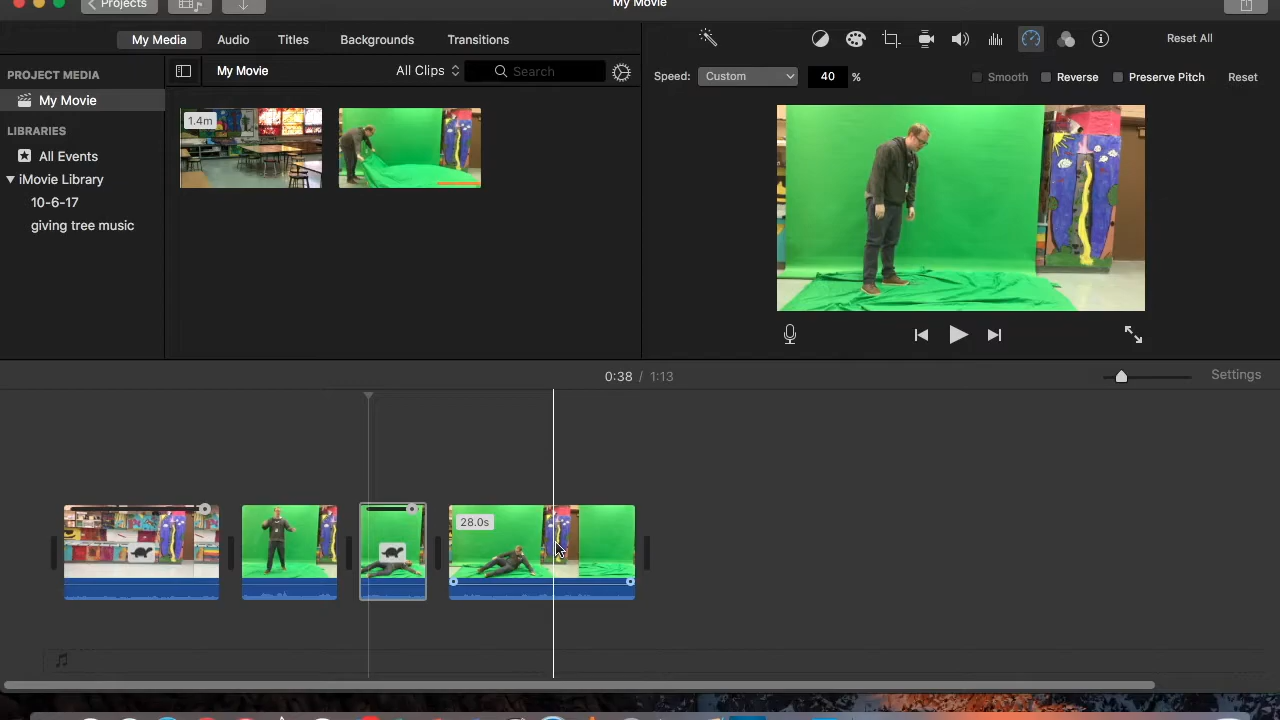 My Movie
Projects
My Media Audio Titles Backgrounds Transitions
Reset All
PROJECT MEDIA
My Movie
All Clips
Search
Speed: Custom 40 % Smooth Reverse Preserve Pitch Reset
My Movie
1.4m
LIBRARIES
All Events
iMovie Library
10-6-17
giving tree music
0:38 / 1:13
Settings
28.0s